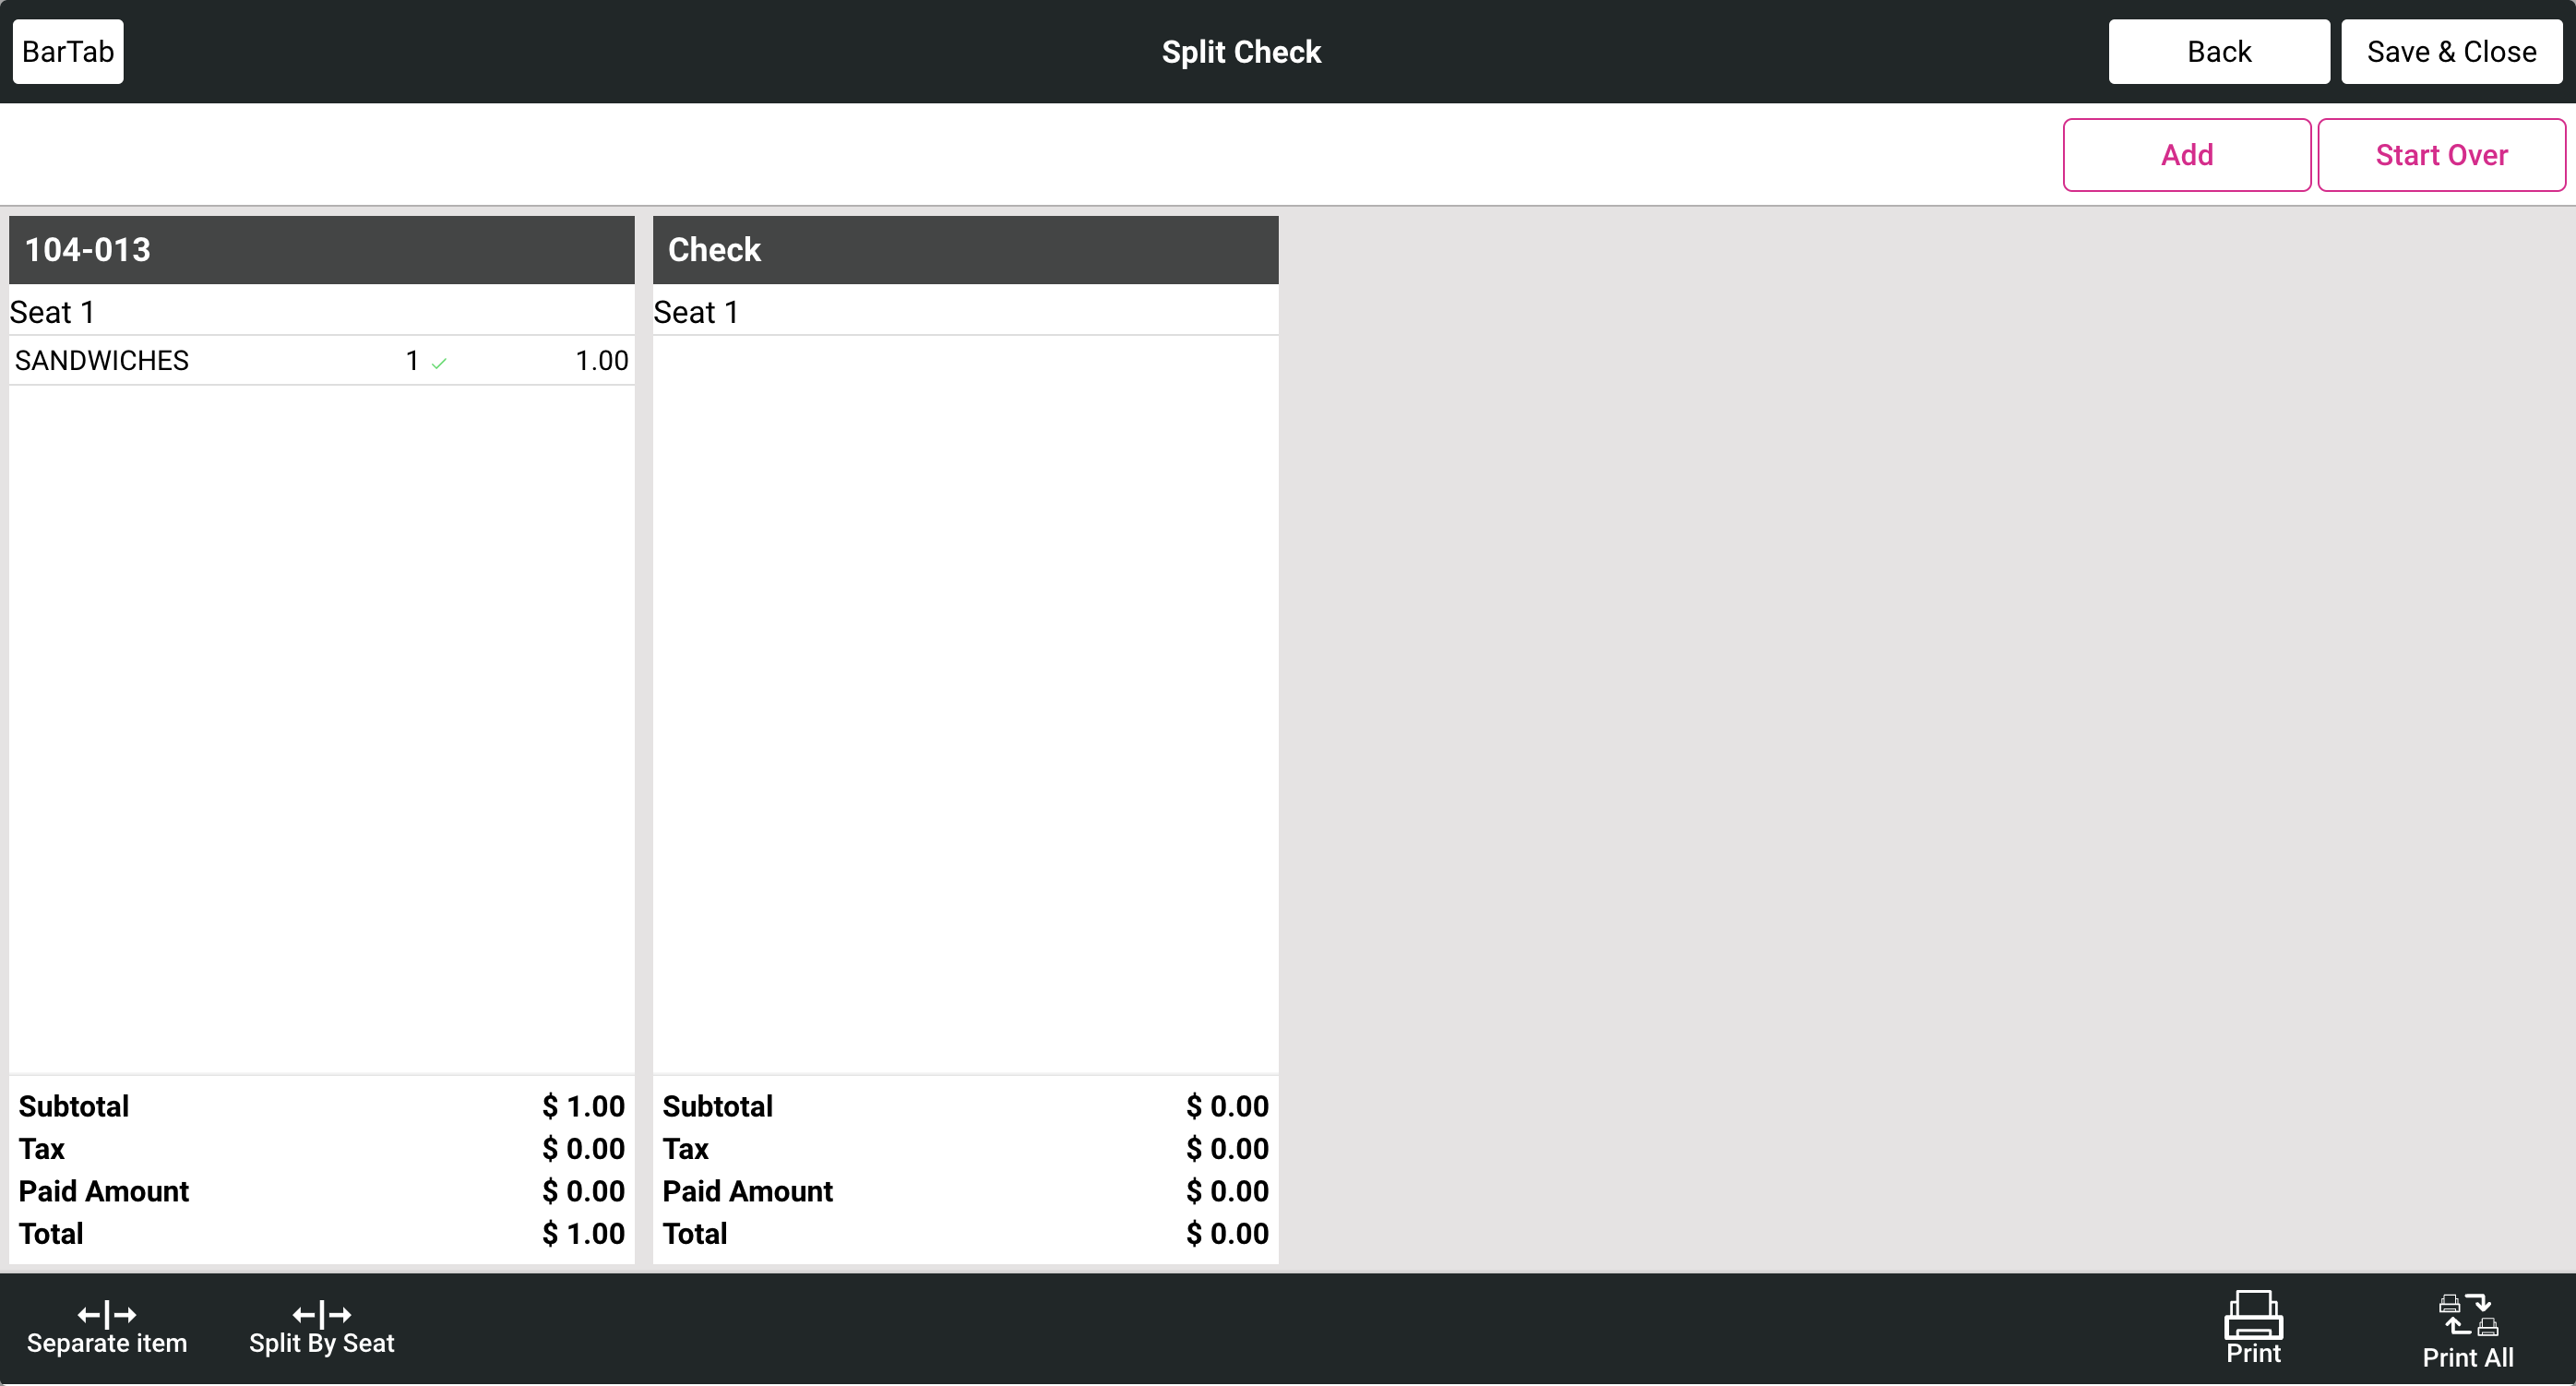 BarTab Split Check Back Save & Close
Add Start Over
104-013 Check
Seat 1 Seat 1
SANDWICHES 1 1.00
Subtotal $ 1.00 Subtotal $ 0.00
Tax $ 0.00 Tax $ 0.00
Paid Amount $ 0.00 Paid Amount $ 0.00
Total $ 1.00 Total $ 0.00
Separate item Split By Seat Print Print All